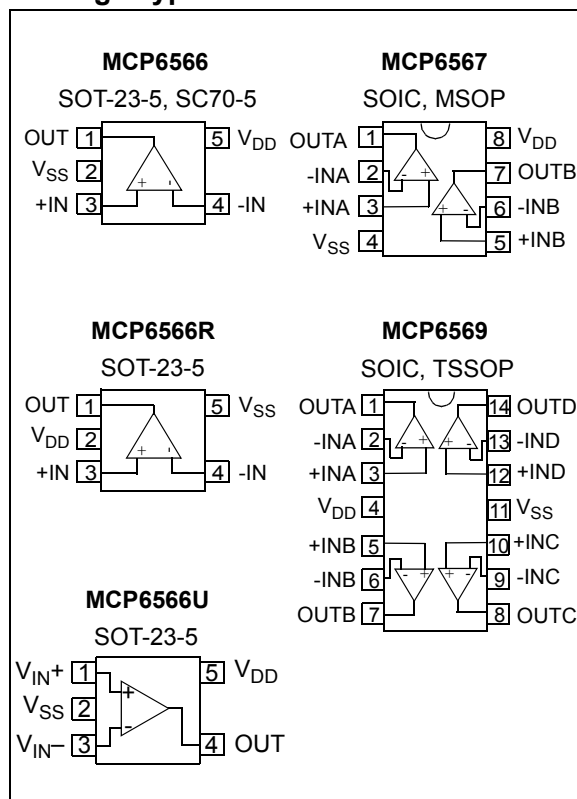 MCP6566
SOT-23-5, SC70-5
OUT 1 5 VDD
VSS 2
+IN 3 4 -IN
+ -
MCP6567
SOIC, MSOP
OUTA 1 8 VDD
-INA 2 7 OUTB
+INA 3 6 -INB
VSS 4 5 +INB
- +
+ -
MCP6566R
SOT-23-5
OUT 1 5 VSS
VDD 2
+IN 3 4 -IN
+ -
MCP6569
SOIC, TSSOP
OUTA 1 14 OUTD
-INA 2 13 -IND
+INA 3 12 +IND
VDD 4 11 VSS
+INB 5 10 +INC
-INB 6 9 -INC
OUTB 7 8 OUTC
- + + -
- + + -
MCP6566U
SOT-23-5
VIN+ 1 5 VDD
VSS 2
VIN– 3 4 OUT
+
-